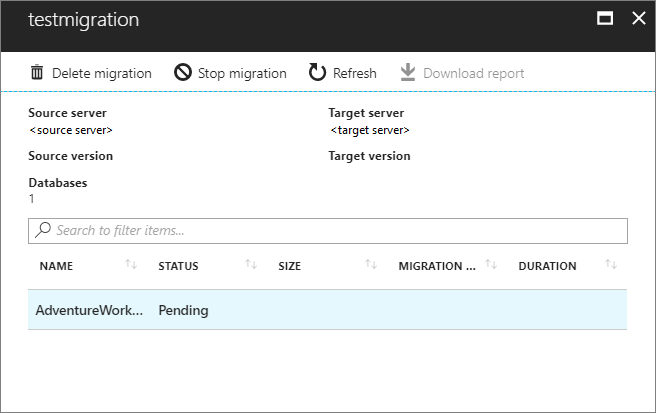 testmigration
Delete migration Stop migration Refresh Download report
Source server Target server
<source server> <target server>
Source version Target version
Databases
1
Search to filter items...
NAME STATUS SIZE MIGRATION ... DURATION
AdventureWork... Pending